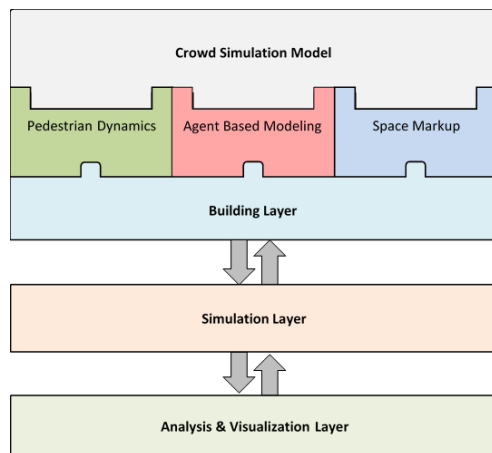 Crowd Simulation Model
Pedestrian Dynamics
Agent Based Modeling
Space Markup
Building Layer
Simulation Layer
Analysis & Visualization Layer